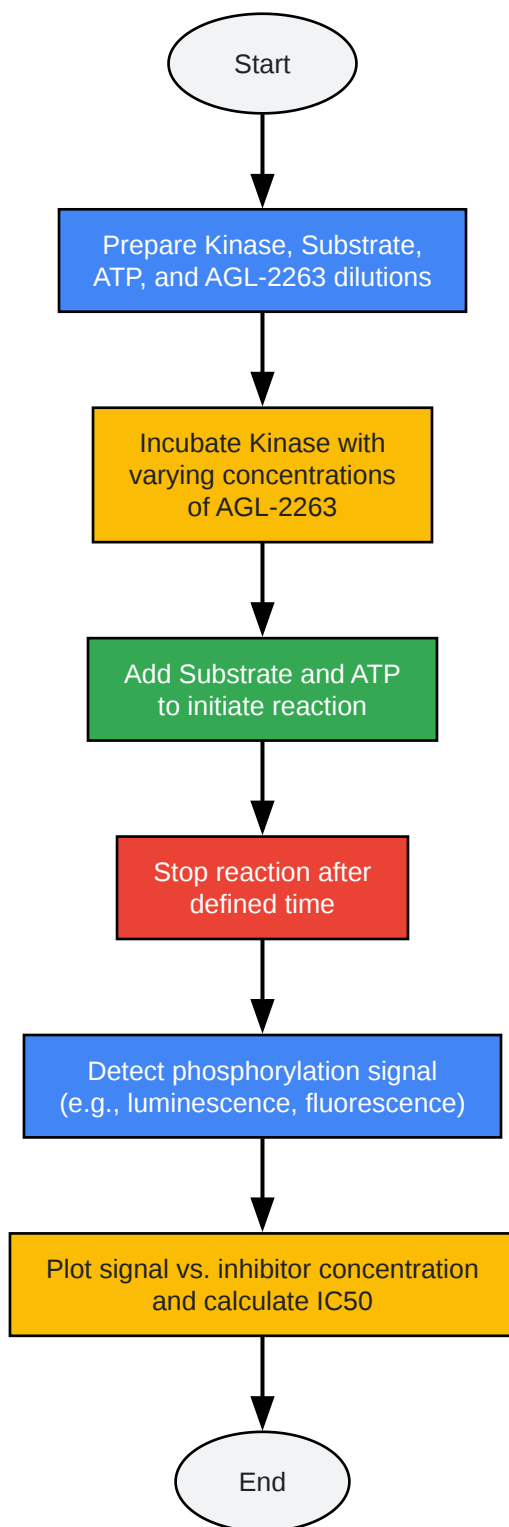 Start
Prepare Kinase, Substrate,
ATP, and AGL-2263 dilutions
Incubate Kinase with
varying concentrations
of AGL-2263
Add Substrate and ATP
to initiate reaction
Stop reaction after
defined time
Detect phosphorylation signal
(e.g., luminescence, fluorescence)
Plot signal vs. inhibitor concentration
and calculate IC50
End